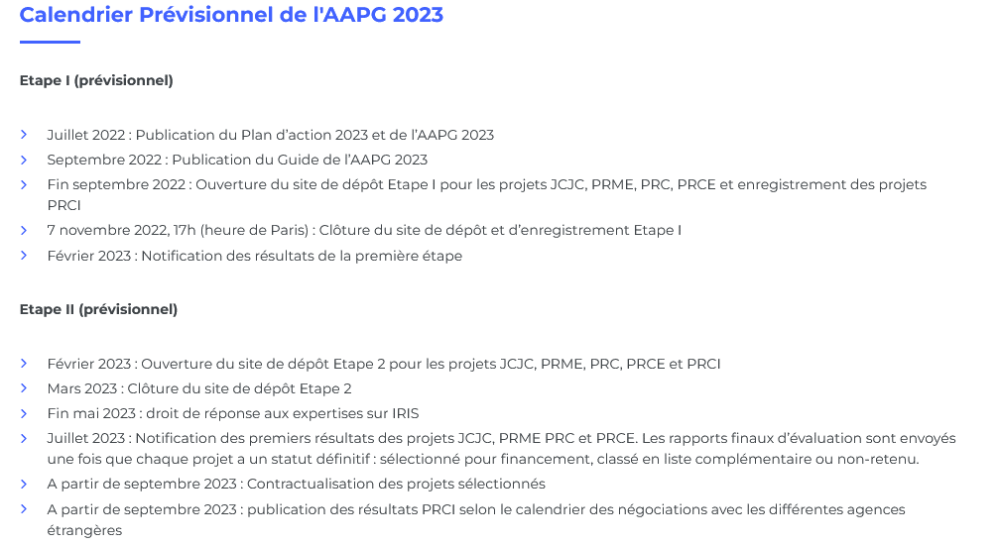 Calendrier Prévisionnel de l'AAPG 2023
Etape I (prévisionnel)
Juillet 2022 : Publication du Plan d’action 2023 et de l’AAPG 2023
Septembre 2022 : Publication du Guide de l’AAPG 2023
Fin septembre 2022 : Ouverture du site de dépôt Etape I pour les projets JCJC, PRME, PRC, PRCE et enregistrement des projets
PRCI
7 novembre 2022, 17h (heure de Paris) : Clôture du site de dépôt et d’enregistrement Etape I
Février 2023 : Notification des résultats de la première étape
Etape II (prévisionnel)
Février 2023 : Ouverture du site de dépôt Etape 2 pour les projets JCJC, PRME, PRC, PRCE et PRCI
Mars 2023 : Clôture du site de dépôt Etape 2
Fin mai 2023 : droit de réponse aux expertises sur IRIS
Juillet 2023 : Notification des premiers résultats des projets JCJC, PRME PRC et PRCE. Les rapports finaux d’évaluation sont envoyés
une fois que chaque projet a un statut définitif : sélectionné pour financement, classé en liste complémentaire ou non-retenu.
A partir de septembre 2023 : Contractualisation des projets sélectionnés
A partir de septembre 2023 : publication des résultats PRCI selon le calendrier des négociations avec les différentes agences
étrangères